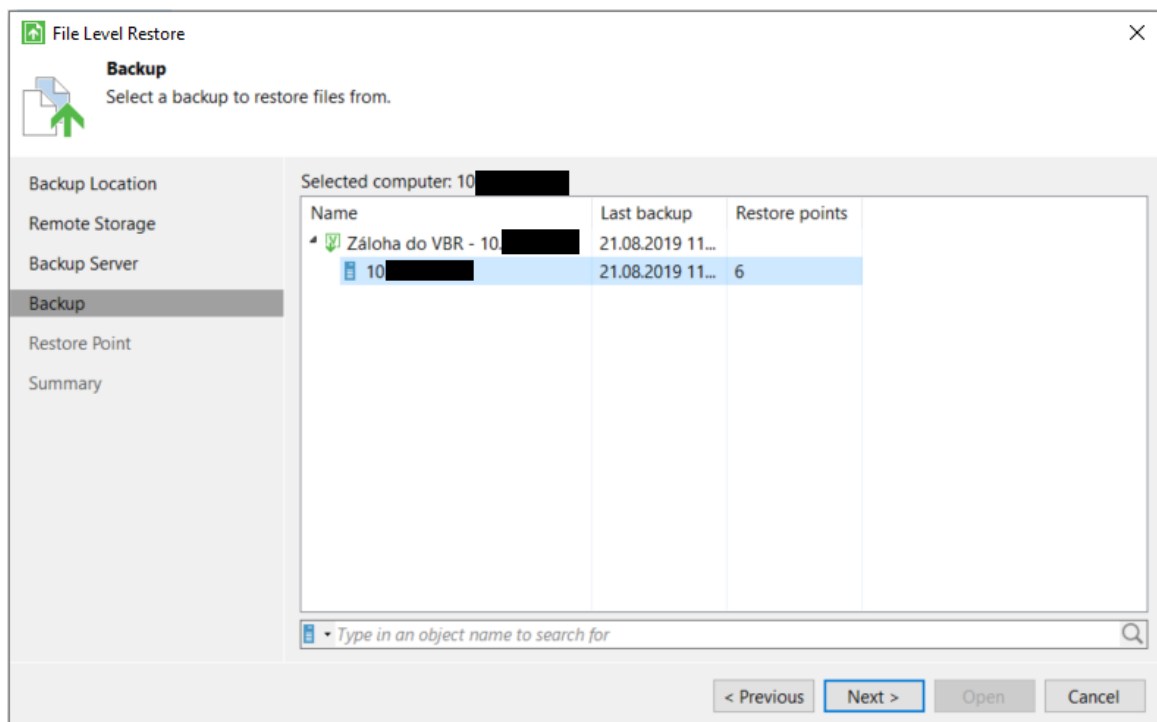 File Level Restore
Backup
Select a backup to restore files from.
Backup Location
Remote Storage
Backup Server
Backup
Restore Point
Summary
Selected computer: 10
Name Last backup Restore points
Záloha do VBR - 10. 21.08.2019 11...
10 21.08.2019 11... 6
Type in an object name to search for
< Previous Next > Open Cancel